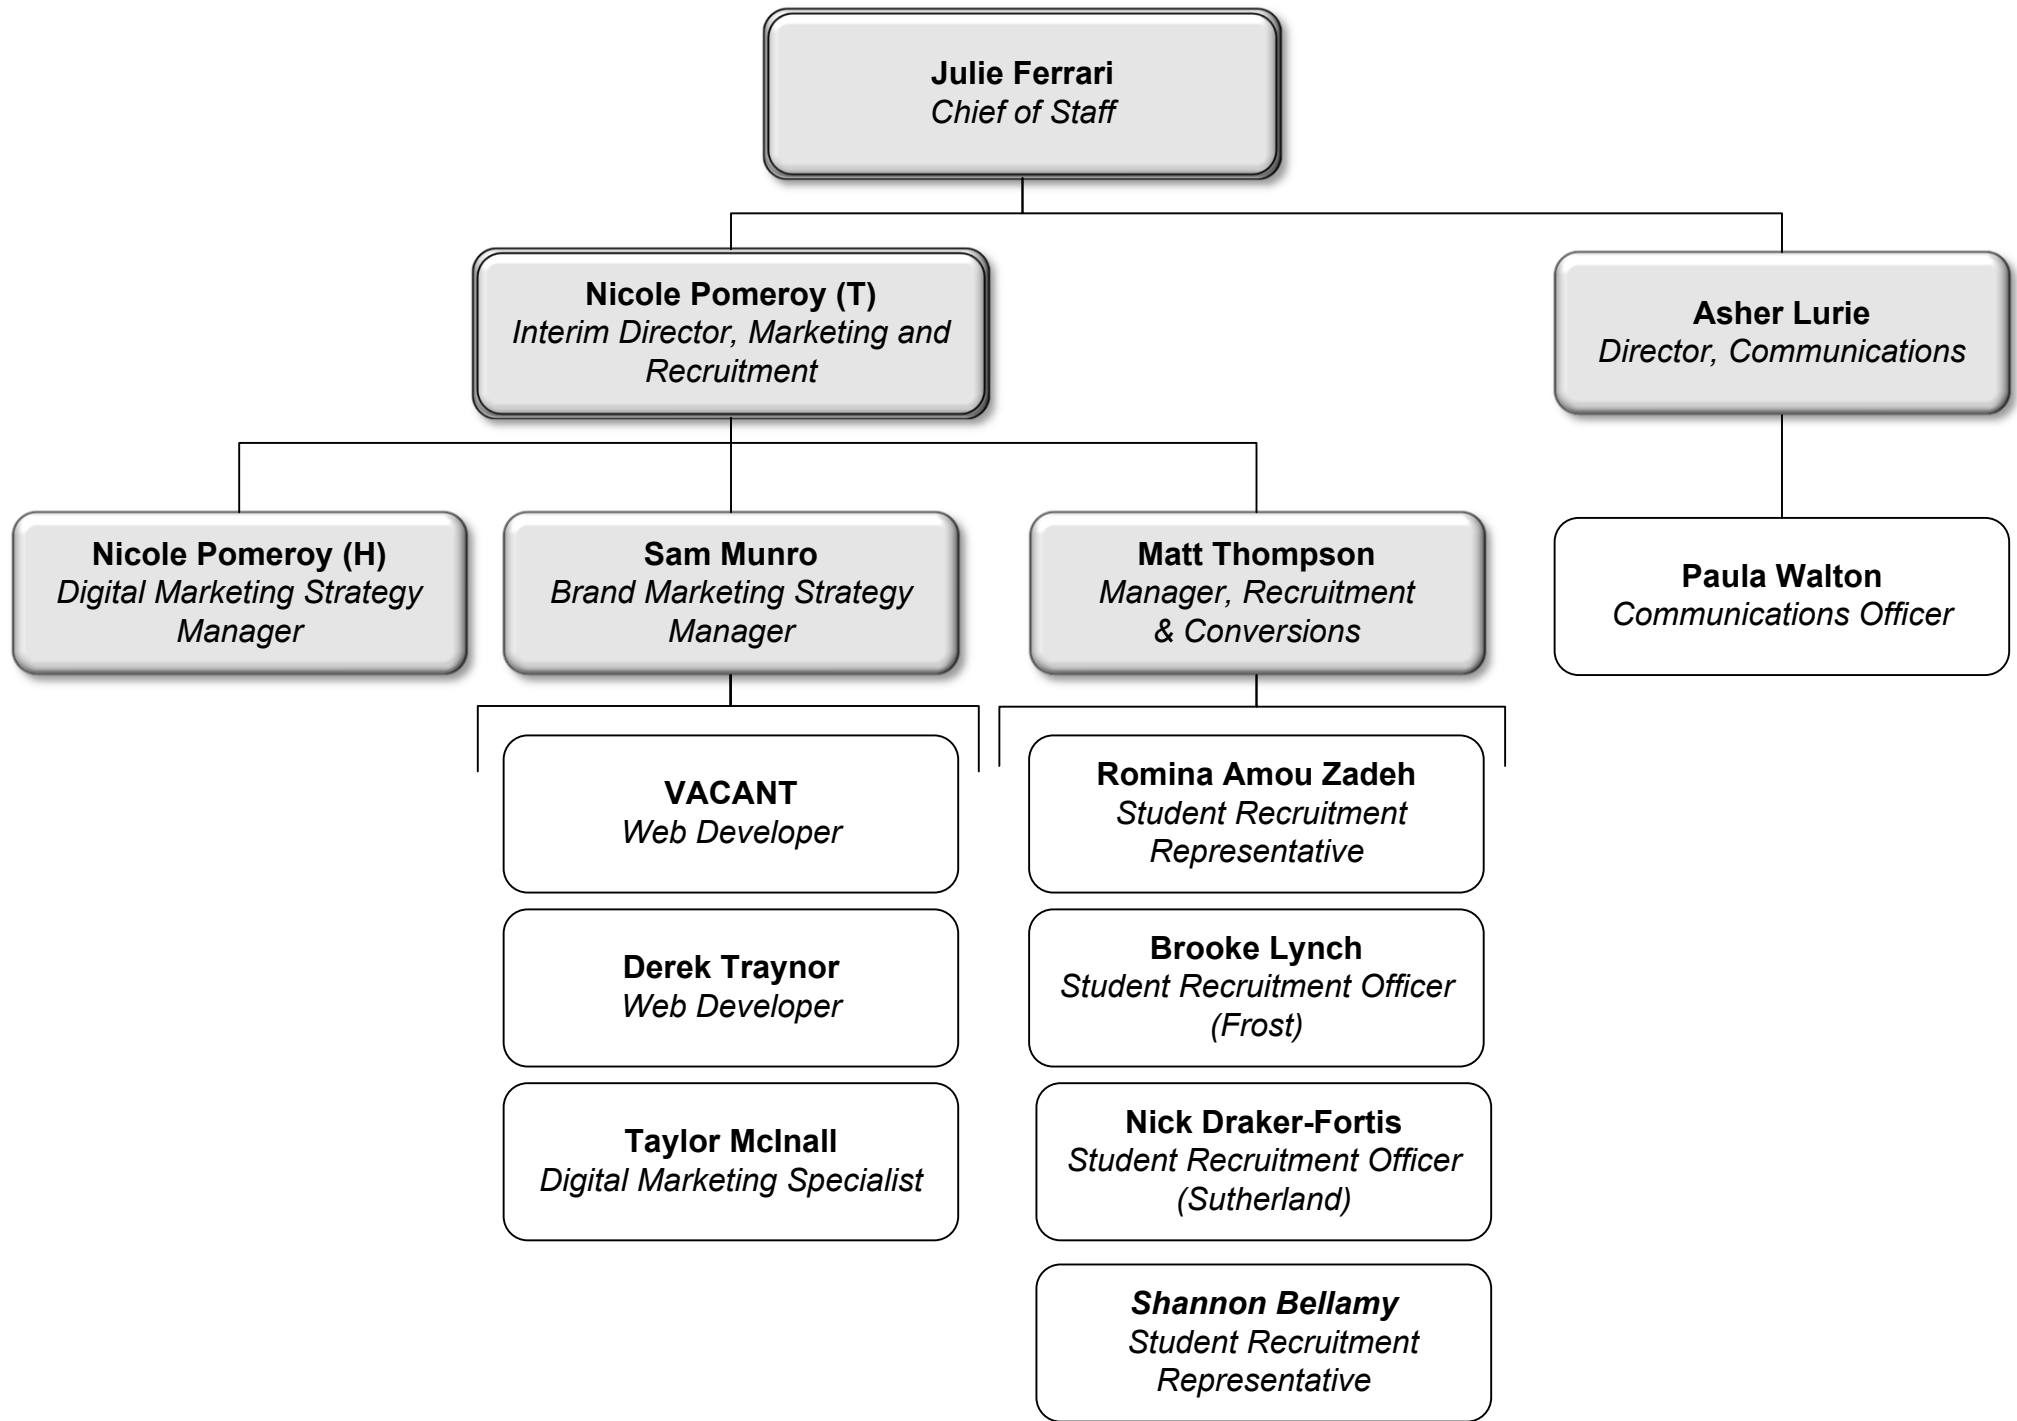 Julie Ferrari
Chief of Staff
Nicole Pomeroy (T)
Interim Director, Marketing and
Recruitment
Asher Lurie
Director, Communications
Nicole Pomeroy (H)
Digital Marketing Strategy
Manager
Sam Munro
Brand Marketing Strategy
Manager
Matt Thompson
Manager, Recruitment
& Conversions
Paula Walton
Communications Officer
VACANT
Web Developer
Derek Traynor
Web Developer
Taylor McInall
Digital Marketing Specialist
Romina Amou Zadeh
Student Recruitment
Representative
Brooke Lynch
Student Recruitment Officer
(Frost)
Nick Draker-Fortis
Student Recruitment Officer
(Sutherland)
Shannon Bellamy
Student Recruitment
Representative